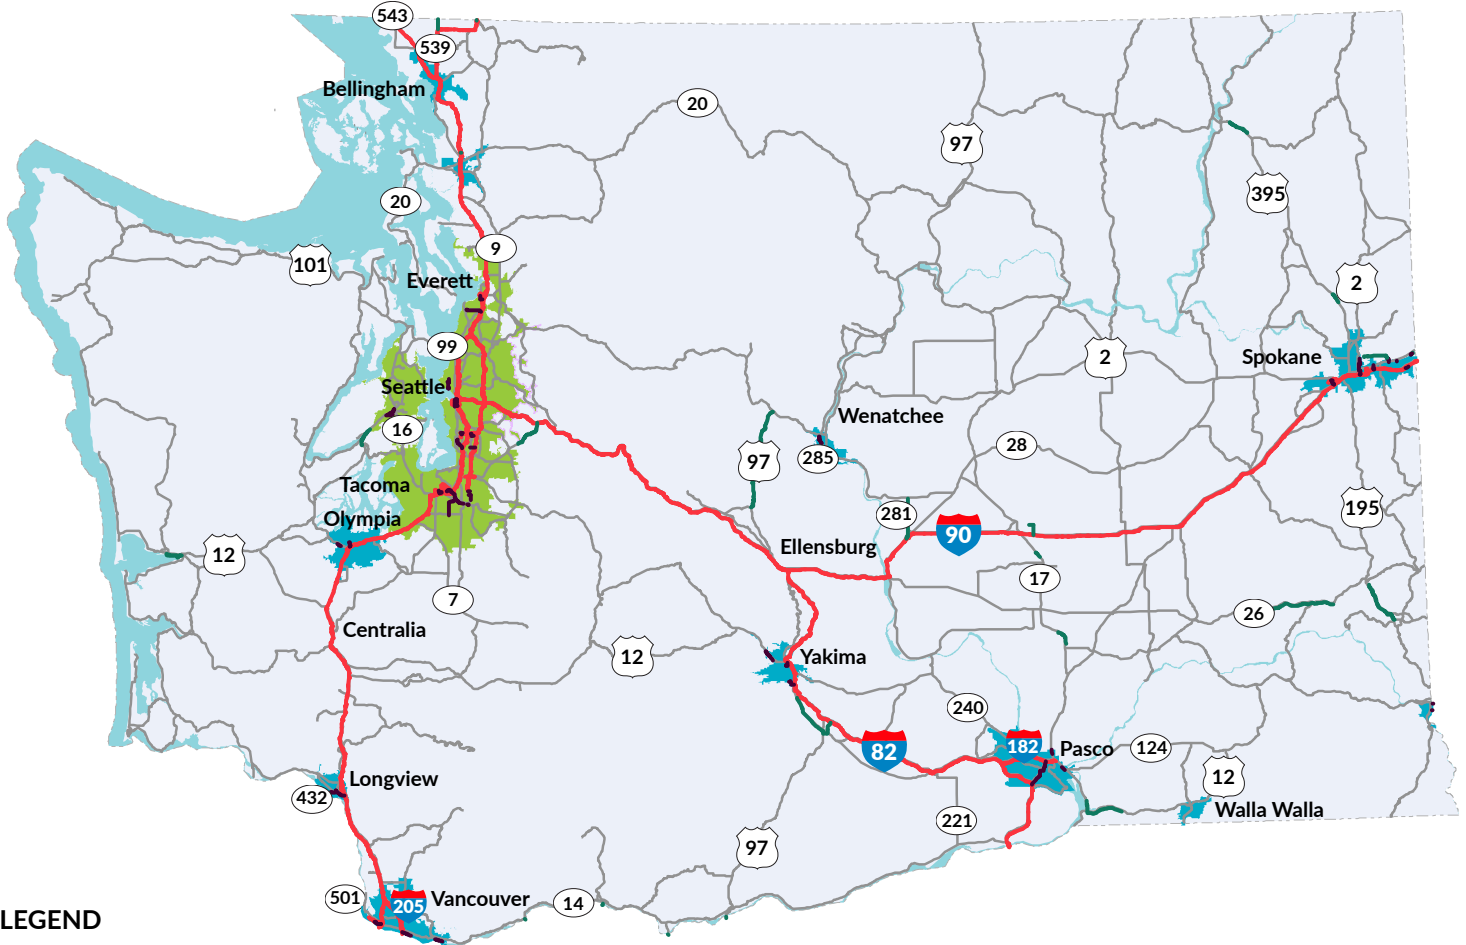 543
539
Bellingham
20
97
20
395
9
101
Everett
2
99
2
Spokane
Seattle
Wenatchee
16
28
285
97
Tacoma
195
Olympia
281
90
Ellensburg
12
17
7
26
Centralia
12
Yakima
240
182
Pasco
124
82
12
Longview
432
Walla Walla
221
97
501
205
Vancouver
14
LEGEND